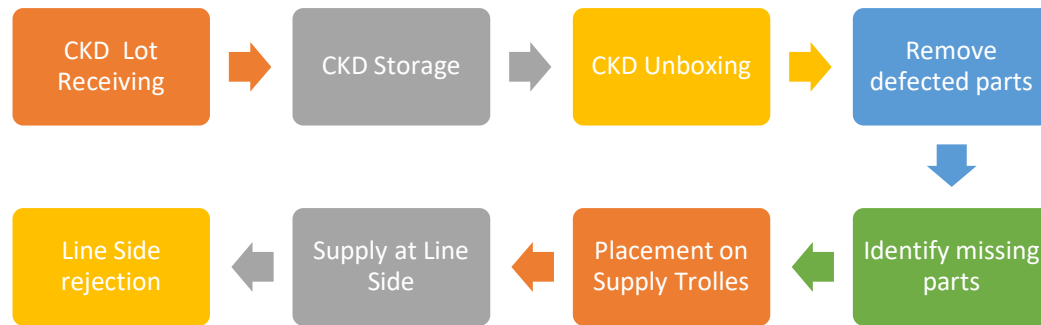 CKD Lot
Receiving
CKD Storage
CKD Unboxing
Remove
defected parts
Identify missing
parts
Placement on
Supply Trolles
Supply at Line
Side
Line Side
rejection